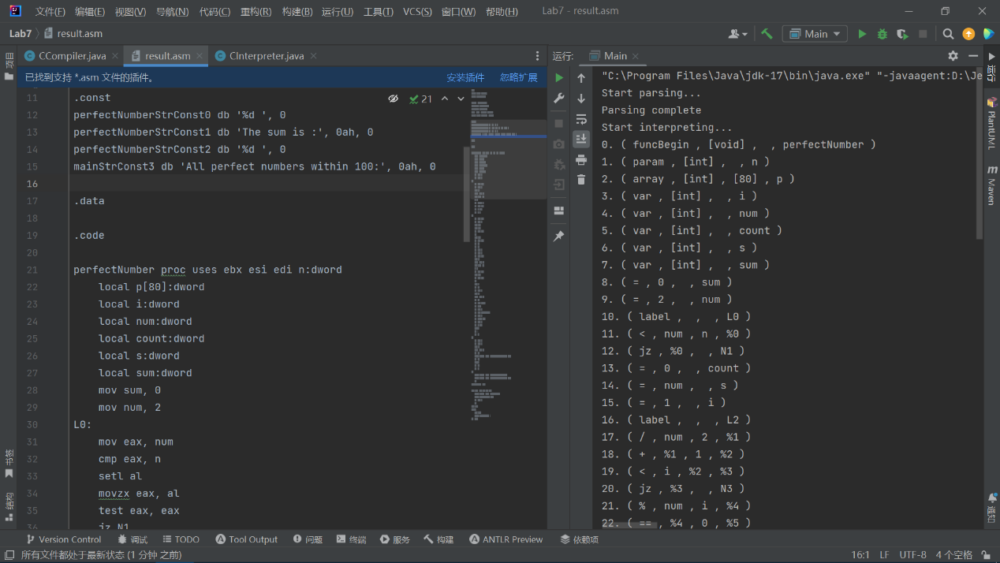 文件(F) 编辑(E) 视图(V) 导航(N) 代码(C) 重构(R) 构建(B) 运行(U) 工具(T) VCS(S) 窗口(W) 帮助(H) Lab7 - result.asm
Lab7 result.asm Main
项目
CCompiler.java result.asm CInterpreter.java
已找到支持 *.asm 文件的插件。 安装插件 忽略扩展
21
11 .const
12 perfectNumberStrConst0 db '%d ', 0
13 perfectNumberStrConst1 db 'The sum is :', 0ah, 0
14 perfectNumberStrConst2 db '%d ', 0
15 mainStrConst3 db 'All perfect numbers within 100:', 0ah, 0
16
17 .data
18
19 .code
20
21 perfectNumber proc uses ebx esi edi n:dword
22 local p[80]:dword
23 local i:dword
24 local num:dword
25 local count:dword
26 local s:dword
27 local sum:dword
28 mov sum, 0
29 mov num, 2
30 L0:
31 mov eax, num
32 cmp eax, n
33 setl al
34 movzx eax, al
35 test eax, eax
36 jz N1
运行: Main
"C:\Program Files\Java\jdk-17\bin\java.exe" "-javaagent:D:\Je
Start parsing...
Parsing complete
Start interpreting...
0. ( funcBegin , [void] , , perfectNumber )
1. ( param , [int] , , n )
2. ( array , [int] , [80] , p )
3. ( var , [int] , , i )
4. ( var , [int] , , num )
5. ( var , [int] , , count )
6. ( var , [int] , , s )
7. ( var , [int] , , sum )
8. ( = , 0 , , sum )
9. ( = , 2 , , num )
10. ( label , , , L0 )
11. ( < , num , n , %0 )
12. ( jz , %0 , , N1 )
13. ( = , 0 , , count )
14. ( = , num , , s )
15. ( = , 1 , , i )
16. ( label , , , L2 )
17. ( / , num , 2 , %1 )
18. ( + , %1 , 1 , %2 )
19. ( < , i , %2 , %3 )
20. ( jz , %3 , , N3 )
21. ( % , num , i , %4 )
22. ( == , %4 , 0 , %5 )
运行
PlantUML
m Maven
通知
书签
结构
Version Control 调试 TODO Tool Output 问题 终端 服务 构建 ANTLR Preview 依赖项
所有文件都处于最新状态 (1 分钟 之前) 16:1 LF UTF-8 4 个空格